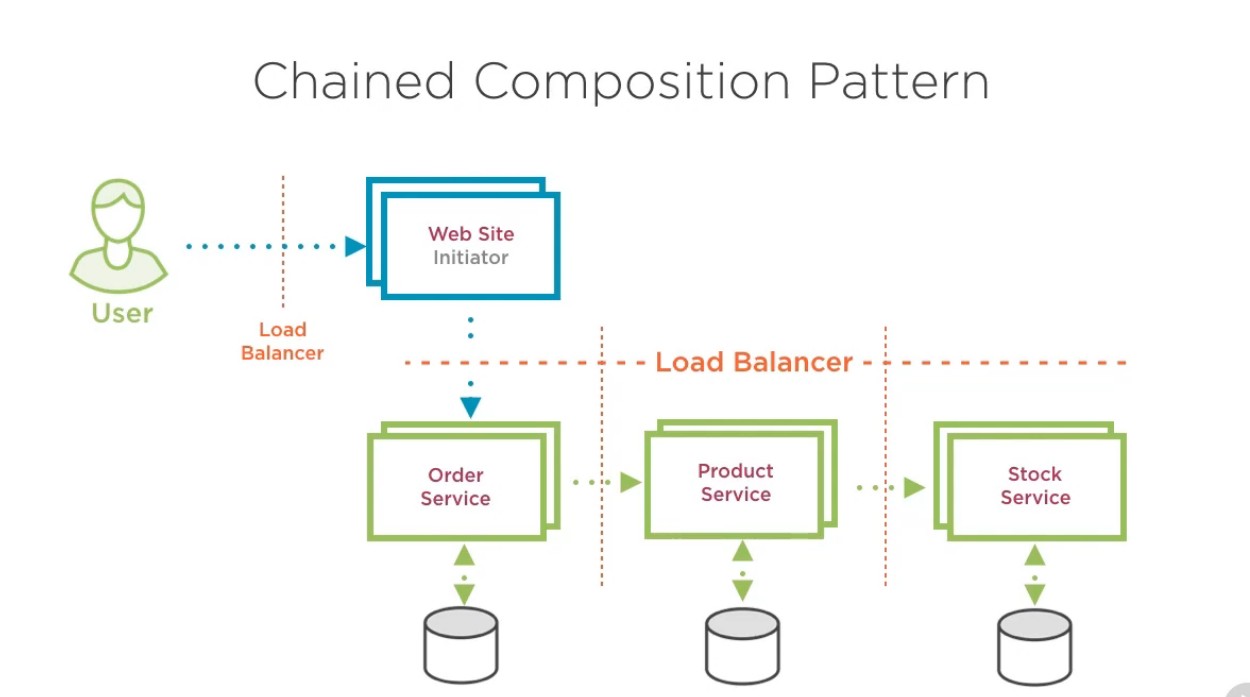 Chained Composition Pattern
User
Load
Balancer
Web Site
Initiator
Load Balancer
Order
Service
Product
Service
Stock
Service